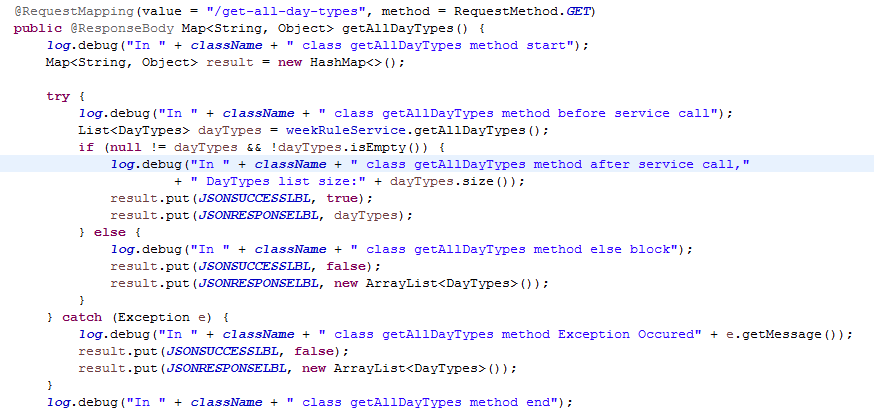 @RequestMapping(value = "/get-all-day-types", method = RequestMethod.GET)
public @ResponseBody Map<String, Object> getAllDayTypes() {
log.debug("In " + className + " class getAllDayTypes method start");
Map<String, Object> result = new HashMap<>();
try {
log.debug("In " + className + " class getAllDayTypes method before service call");
List<DayTypes> dayTypes = weekRuleService.getAllDayTypes();
if (null != dayTypes && !dayTypes.isEmpty()) {
log.debug("In " + className + " class getAllDayTypes method after service call,"
+ " DayTypes list size:" + dayTypes.size());
result.put(JSONSUCCESSLBL, true);
result.put(JSONRESPONSELBL, dayTypes);
} else {
log.debug("In " + className + " class getAllDayTypes method else block");
result.put(JSONSUCCESSLBL, false);
result.put(JSONRESPONSELBL, new ArrayList<DayTypes>());
}
} catch (Exception e) {
log.debug("In " + className + " class getAllDayTypes method Exception Occured" + e.getMessage());
result.put(JSONSUCCESSLBL, false);
result.put(JSONRESPONSELBL, new ArrayList<DayTypes>());
}
log.debug("In " + className + " class getAllDayTypes method end");